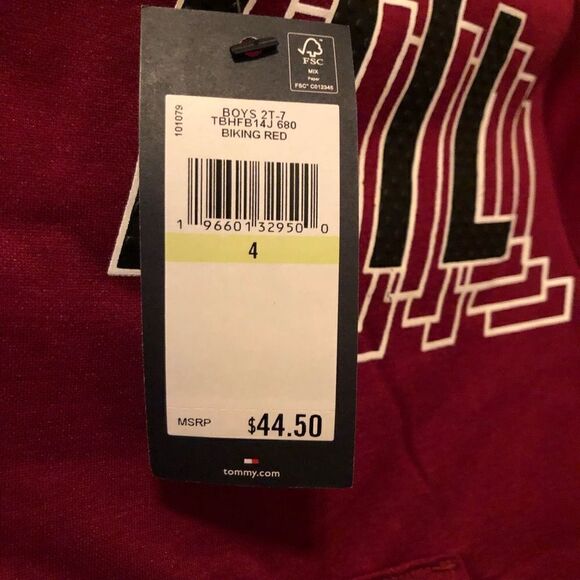 FSC
MIX
Paper
FSC® C012345
101079
BOYS 2T-7
TBHFB14J 680
BIKING RED
1 96601 32950 0
4
MSRP $44.50
tommy.com